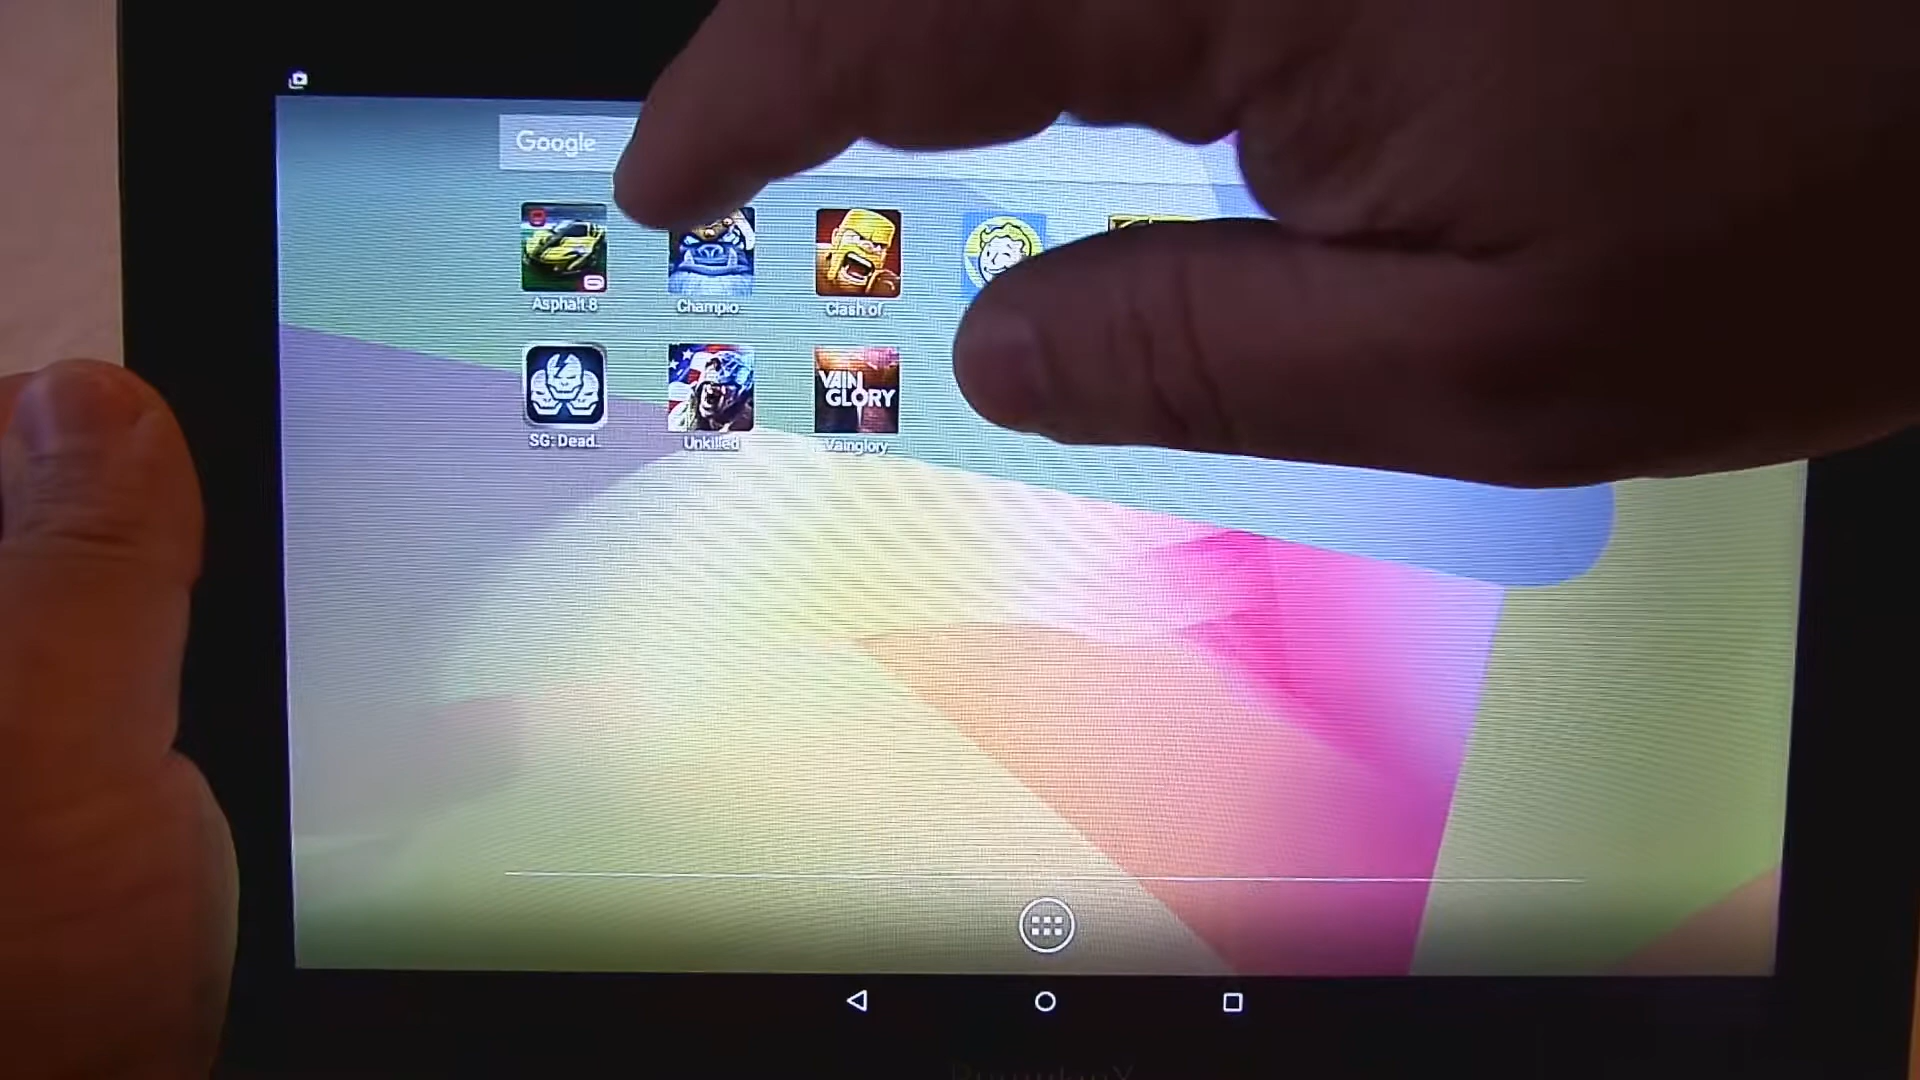 Google
Asphalt 8
Champio..
Clash of..
VAIN
GLORY
SG: Dead..
Unkilled
Vainglory